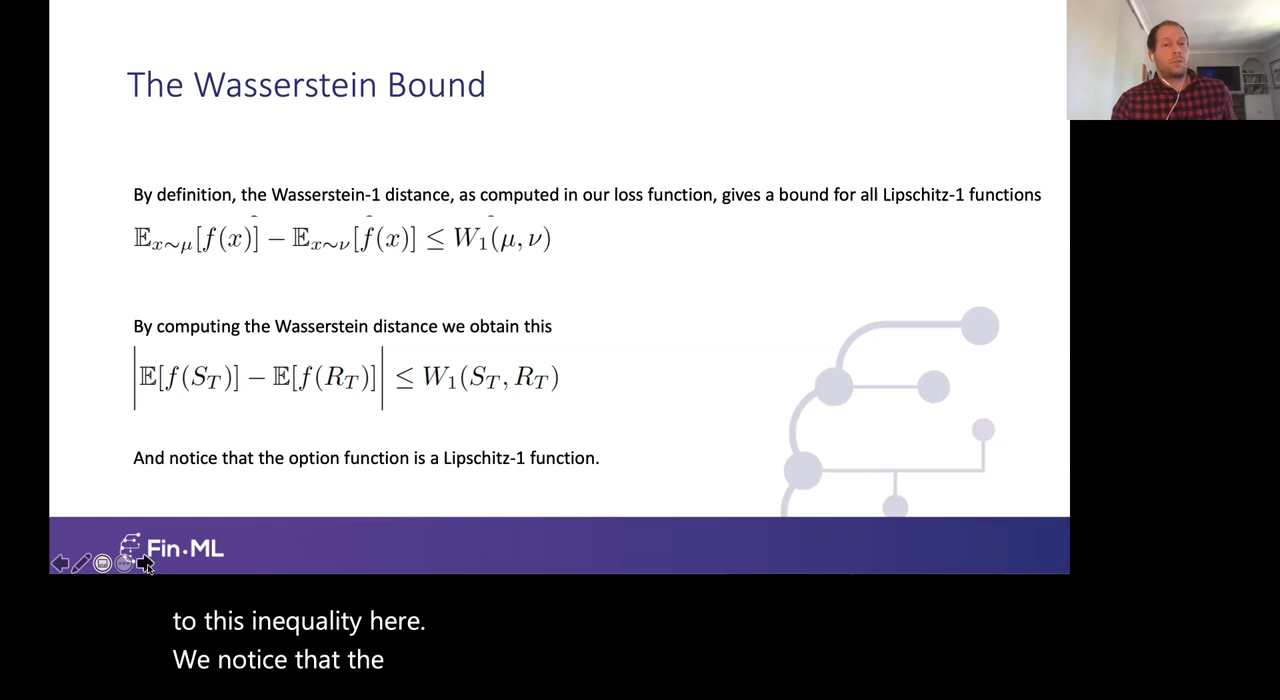 The Wasserstein Bound
By definition, the Wasserstein-1 distance, as computed in our loss function, gives a bound for all Lipschitz-1 functions
𝔼ₓ∼μ[f(x)] − 𝔼ₓ∼ν[f(x)] ≤ W₁(μ, ν)
By computing the Wasserstein distance we obtain this
|𝔼[f(S_T)] − 𝔼[f(R_T)]| ≤ W₁(S_T, R_T)
And notice that the option function is a Lipschitz-1 function.
Fin·ML
to this inequality here.
We notice that the